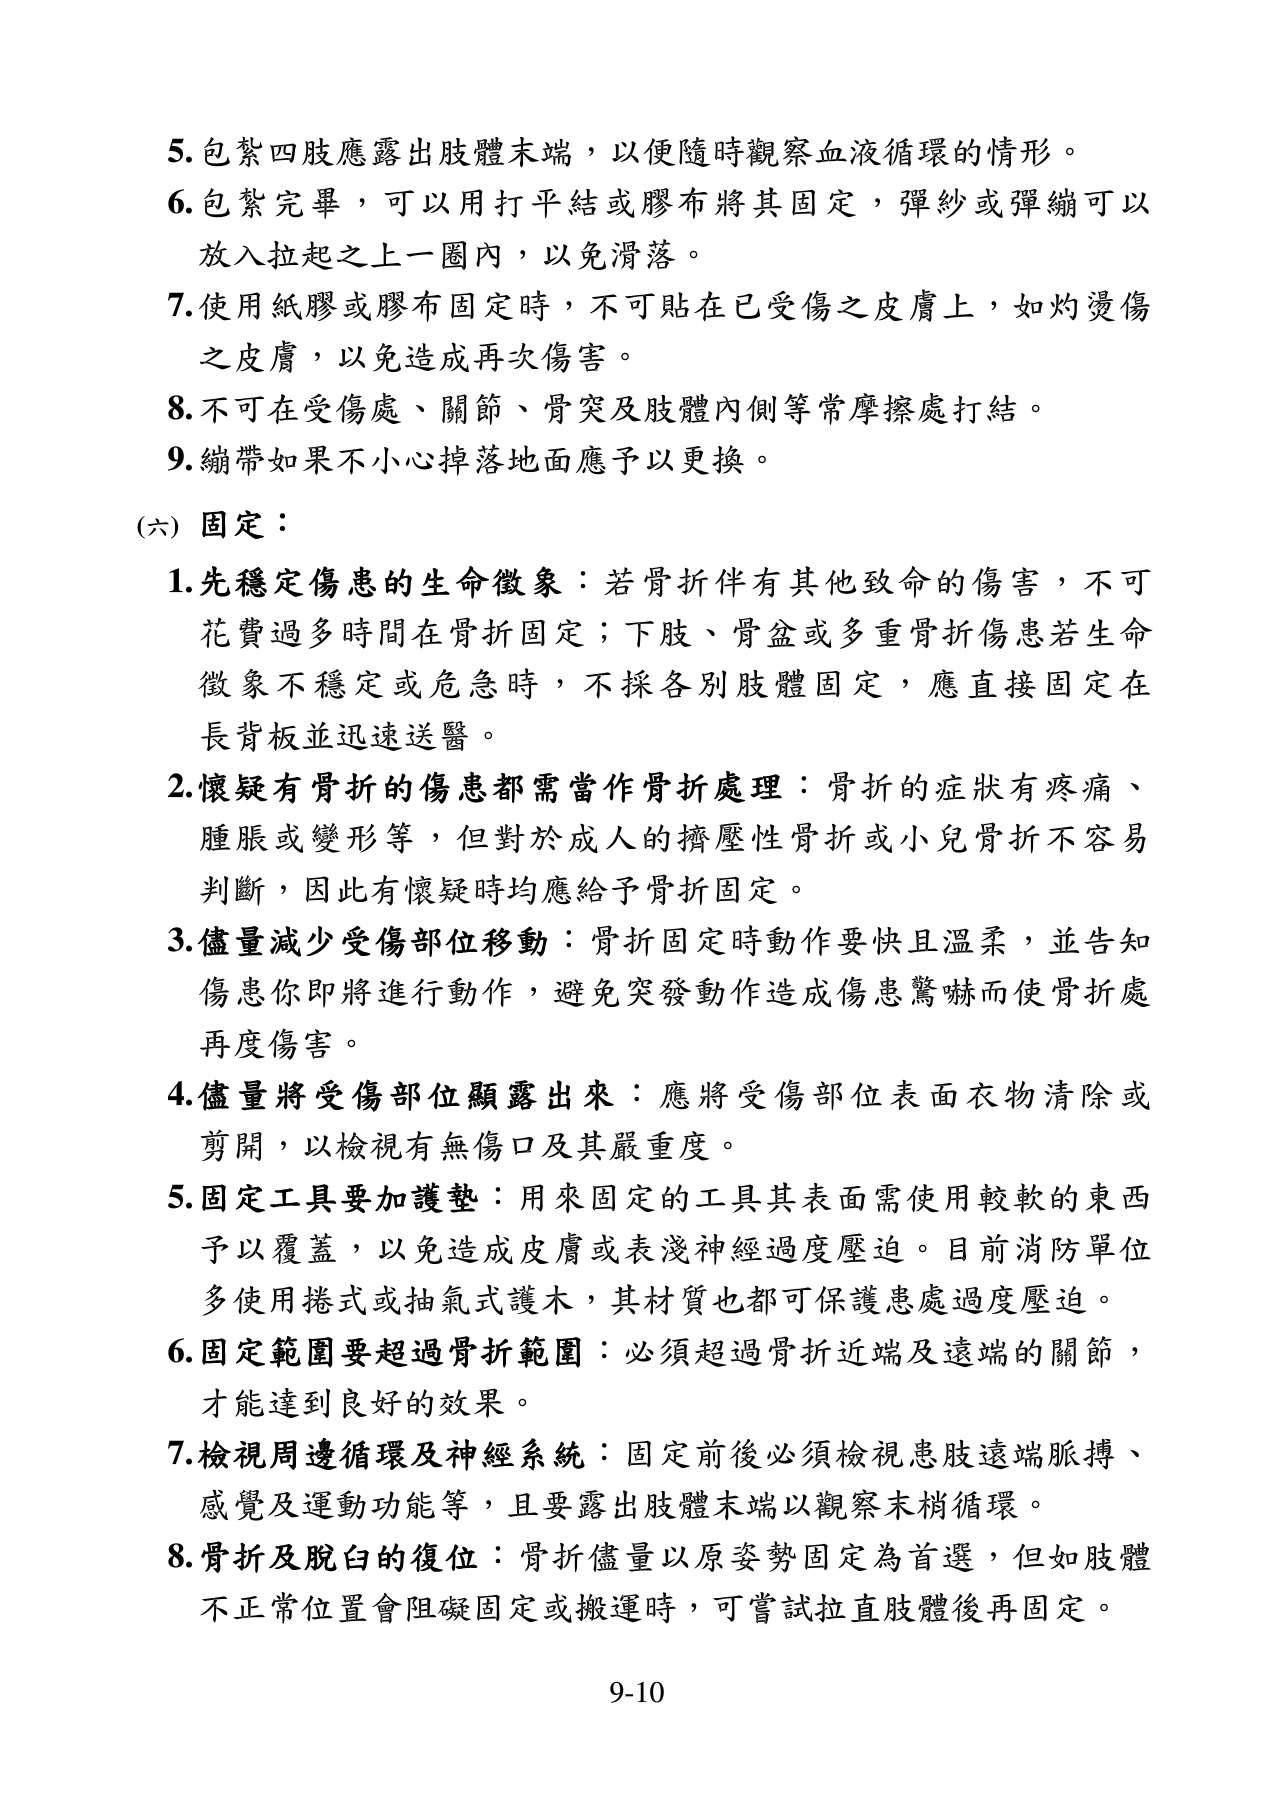 5.包紮四肢應露出肢體末端，以便隨時觀察血液循環的情形。
6.包紮完畢，可以用打平結或膠布將其固定，彈紗或彈繃可以
放入拉起之上一圈內，以免滑落。
7.使用紙膠或膠布固定時，不可貼在已受傷之皮膚上，如灼燙傷
之皮膚，以免造成再次傷害。
8.不可在受傷處、關節、骨突及肢體內側等常摩擦處打結。
9.繃帶如果不小心掉落地面應予以更換。
(六) 固定：
1.先穩定傷患的生命徵象：若骨折伴有其他致命的傷害，不可
花費過多時間在骨折固定；下肢、骨盆或多重骨折傷患若生命
徵象不穩定或危急時，不採各別肢體固定，應直接固定在
長背板並迅速送醫。
2.懷疑有骨折的傷患都需當作骨折處理：骨折的症狀有疼痛、
腫脹或變形等，但對於成人的擠壓性骨折或小兒骨折不容易
判斷，因此有懷疑時均應給予骨折固定。
3.儘量減少受傷部位移動：骨折固定時動作要快且溫柔，並告知
傷患你即將進行動作，避免突發動作造成傷患驚嚇而使骨折處
再度傷害。
4.儘量將受傷部位顯露出來：應將受傷部位表面衣物清除或
剪開，以檢視有無傷口及其嚴重度。
5.固定工具要加護墊：用來固定的工具其表面需使用較軟的東西
予以覆蓋，以免造成皮膚或表淺神經過度壓迫。目前消防單位
多使用捲式或抽氣式護木，其材質也都可保護患處過度壓迫。
6.固定範圍要超過骨折範圍：必須超過骨折近端及遠端的關節，
才能達到良好的效果。
7.檢視周邊循環及神經系統：固定前後必須檢視患肢遠端脈搏、
感覺及運動功能等，且要露出肢體末端以觀察末梢循環。
8.骨折及脫臼的復位：骨折儘量以原姿勢固定為首選，但如肢體
不正常位置會阻礙固定或搬運時，可嘗試拉直肢體後再固定。
9-10